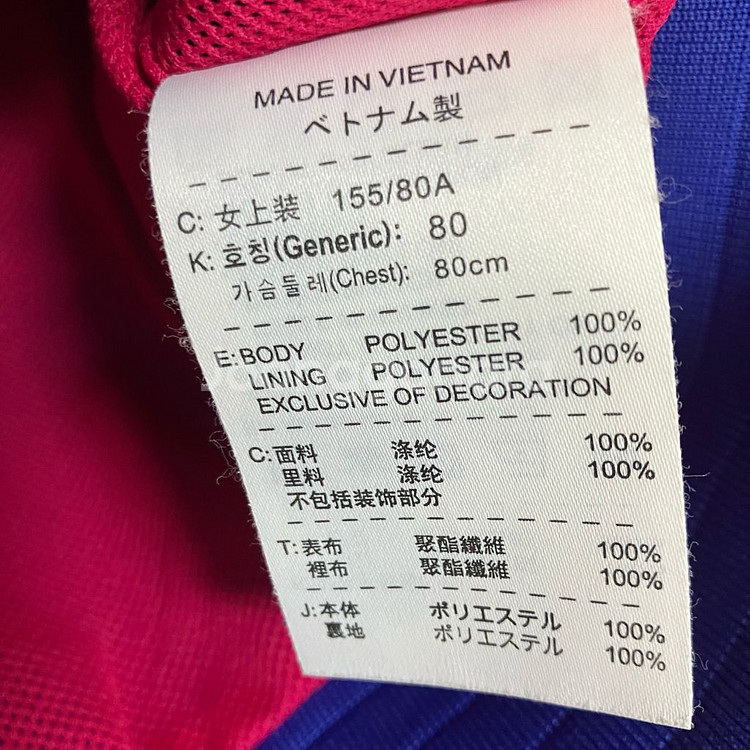 MADE IN VIETNAM
ベトナム製
C: 女上装 155/80A
K: 호칭(Generic): 80
가슴둘레(Chest): 80cm
E: BODY POLYESTER 100%
LINING POLYESTER 100%
EXCLUSIVE OF DECORATION
C: 面料 涤纶 100%
里料 涤纶 100%
不包括装饰部分
T: 表布 聚酯纖維 100%
裡布 聚酯纖維 100%
J: 本体 ポリエステル 100%
裏地 ポリエステル 100%